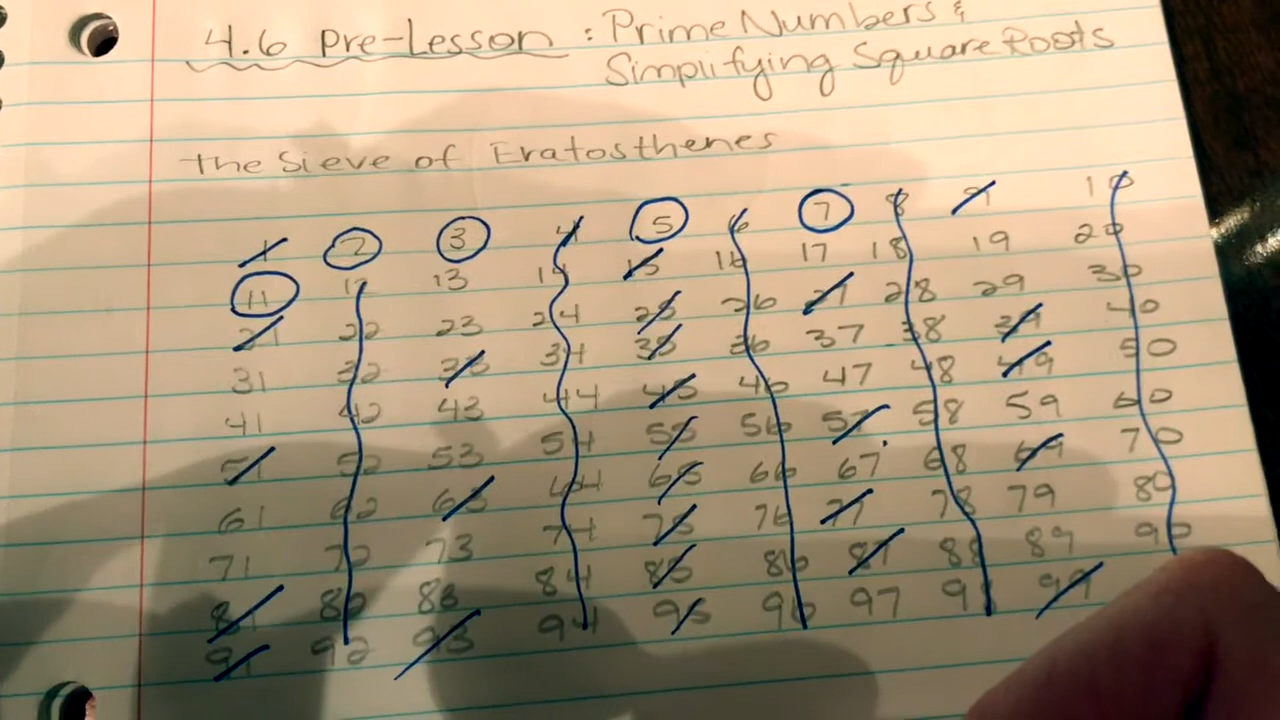 4.6 Pre-Lesson : Prime Numbers &
Simplifying Square Roots
The Sieve of Eratosthenes
1 2 3 4 5 6 7 8 9 10
11 12 13 14 15 16 17 18 19 20
21 22 23 24 25 26 27 28 29 30
31 32 33 34 35 36 37 38 39 40
41 42 43 44 45 46 47 48 49 50
51 52 53 54 55 56 57 58 59 60
61 62 63 64 65 66 67 68 69 70
71 72 73 74 75 76 77 78 79 80
81 82 83 84 85 86 87 88 89 90
91 92 93 94 95 96 97 98 99